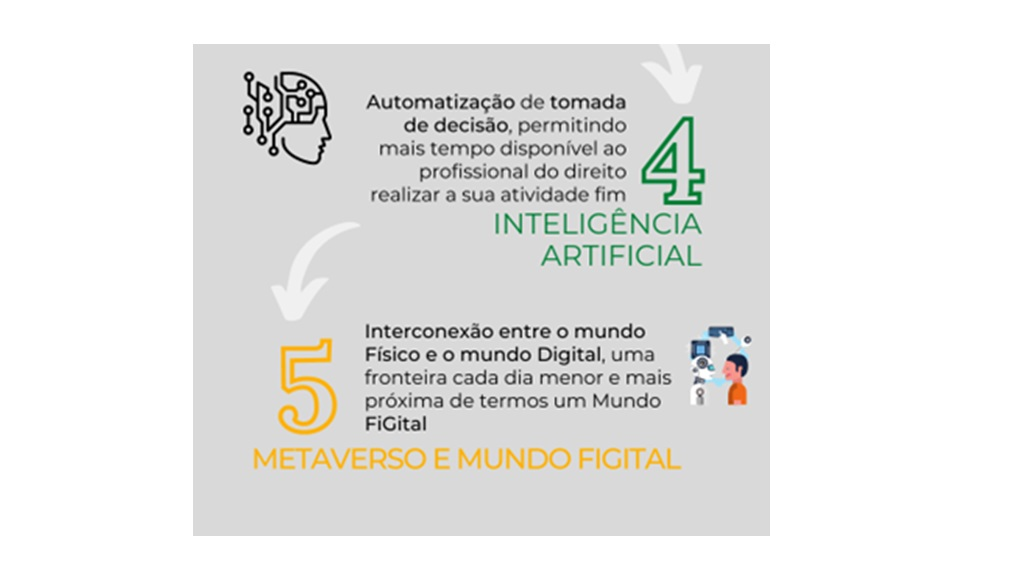 Automatização de tomada
de decisão, permitindo
mais tempo disponível ao
profissional do direito
realizar a sua atividade fim
4
INTELIGÊNCIA
ARTIFICIAL
5
Interconexão entre o mundo
Físico e o mundo Digital, uma
fronteira cada dia menor e mais
próxima de termos um Mundo
FiGital
METAVERSO E MUNDO FIGITAL